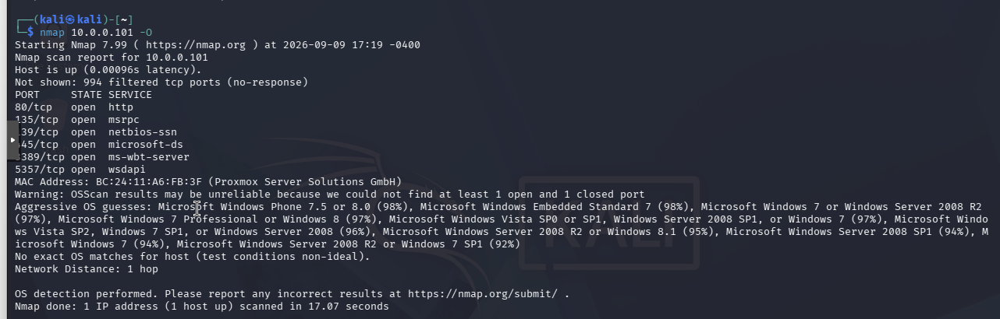 ┌──(kali㉿kali)-[~]
└─$ nmap 10.0.0.101 -O
Starting Nmap 7.99 ( https://nmap.org ) at 2026-09-09 17:19 -0400
Nmap scan report for 10.0.0.101
Host is up (0.00096s latency).
Not shown: 994 filtered tcp ports (no-response)
PORT     STATE SERVICE
80/tcp   open  http
135/tcp  open  msrpc
39/tcp  open  netbios-ssn
45/tcp  open  microsoft-ds
389/tcp open  ms-wbt-server
5357/tcp open  wsdapi
MAC Address: BC:24:11:A6:FB:3F (Proxmox Server Solutions GmbH)
Warning: OSScan results may be unreliable because we could not find at least 1 open and 1 closed port
Aggressive OS guesses: Microsoft Windows Phone 7.5 or 8.0 (98%), Microsoft Windows Embedded Standard 7 (98%), Microsoft Windows 7 or Windows Server 2008 R2
(97%), Microsoft Windows 7 Professional or Windows 8 (97%), Microsoft Windows Vista SP0 or SP1, Windows Server 2008 SP1, or Windows 7 (97%), Microsoft Windo
ws Vista SP2, Windows 7 SP1, or Windows Server 2008 (96%), Microsoft Windows Server 2008 R2 or Windows 8.1 (95%), Microsoft Windows Server 2008 SP1 (94%), M
icrosoft Windows 7 (94%), Microsoft Windows Server 2008 R2 or Windows 7 SP1 (92%)
No exact OS matches for host (test conditions non-ideal).
Network Distance: 1 hop
KALI
OS detection performed. Please report any incorrect results at https://nmap.org/submit/ .
Nmap done: 1 IP address (1 host up) scanned in 17.07 seconds